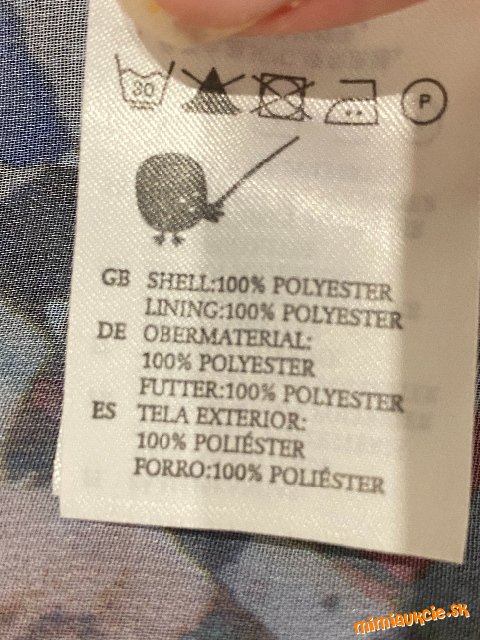 30
P
GB SHELL:100% POLYESTER
LINING:100% POLYESTER
DE OBERMATERIAL:
100% POLYESTER
FUTTER:100% POLYESTER
ES TELA EXTERIOR:
100% POLIÉSTER
FORRO:100% POLIÉSTER
mimiaukcie.sk